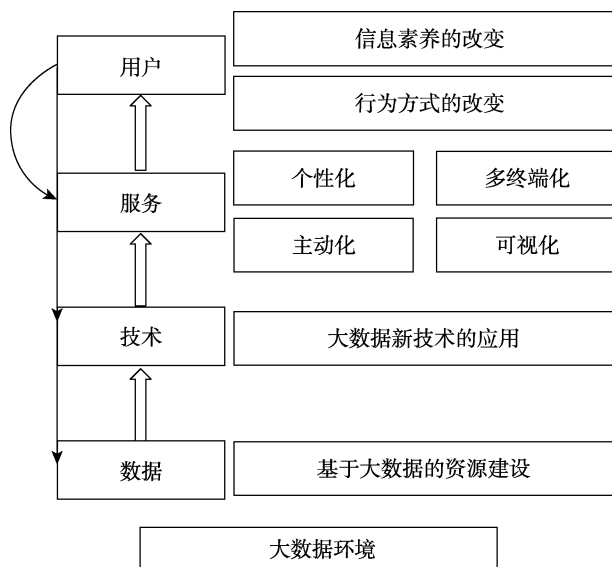 信息素养的改变
用户
行为方式的改变
个性化
多终端化
服务
主动化
可视化
技术
大数据新技术的应用
数据
基于大数据的资源建设
大数据环境